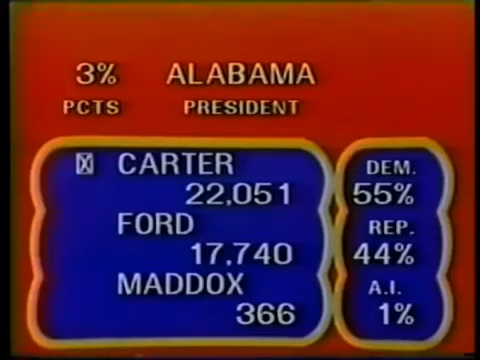 3% ALABAMA
PCTS PRESIDENT
☒ CARTER DEM.
22,051 55%
FORD REP.
17,740 44%
MADDOX A.I.
366 1%